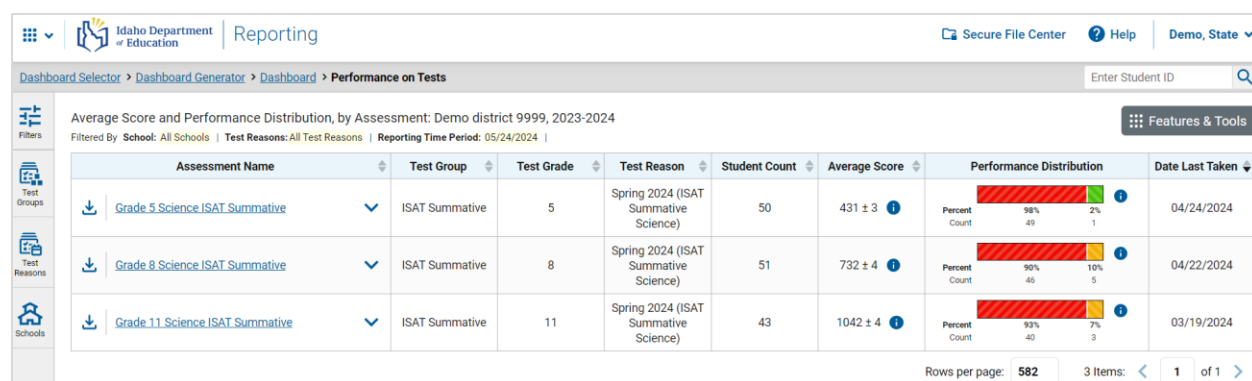 Idaho Department
of Education
Reporting
Secure File Center
Help
Demo, State
Dashboard Selector > Dashboard Generator > Dashboard > Performance on Tests
Enter Student ID
Filters
Test
Groups
Test
Reasons
Schools
Average Score and Performance Distribution, by Assessment: Demo district 9999, 2023-2024
Filtered By School: All Schools | Test Reasons: All Test Reasons | Reporting Time Period: 05/24/2024 |
Features & Tools
Assessment Name Test Group Test Grade Test Reason Student Count Average Score Performance Distribution Date Last Taken
Grade 5 Science ISAT Summative ISAT Summative 5 Spring 2024 (ISAT
Summative
Science) 50 431 ± 3 04/24/2024
Percent 98% 2%
Count 49 1
Grade 8 Science ISAT Summative ISAT Summative 8 Spring 2024 (ISAT
Summative
Science) 51 732 ± 4 04/22/2024
Percent 90% 10%
Count 46 5
Grade 11 Science ISAT Summative ISAT Summative 11 Spring 2024 (ISAT
Summative
Science) 43 1042 ± 4 03/19/2024
Percent 93% 7%
Count 40 3
Rows per page: 582 3 Items: 1 of 1